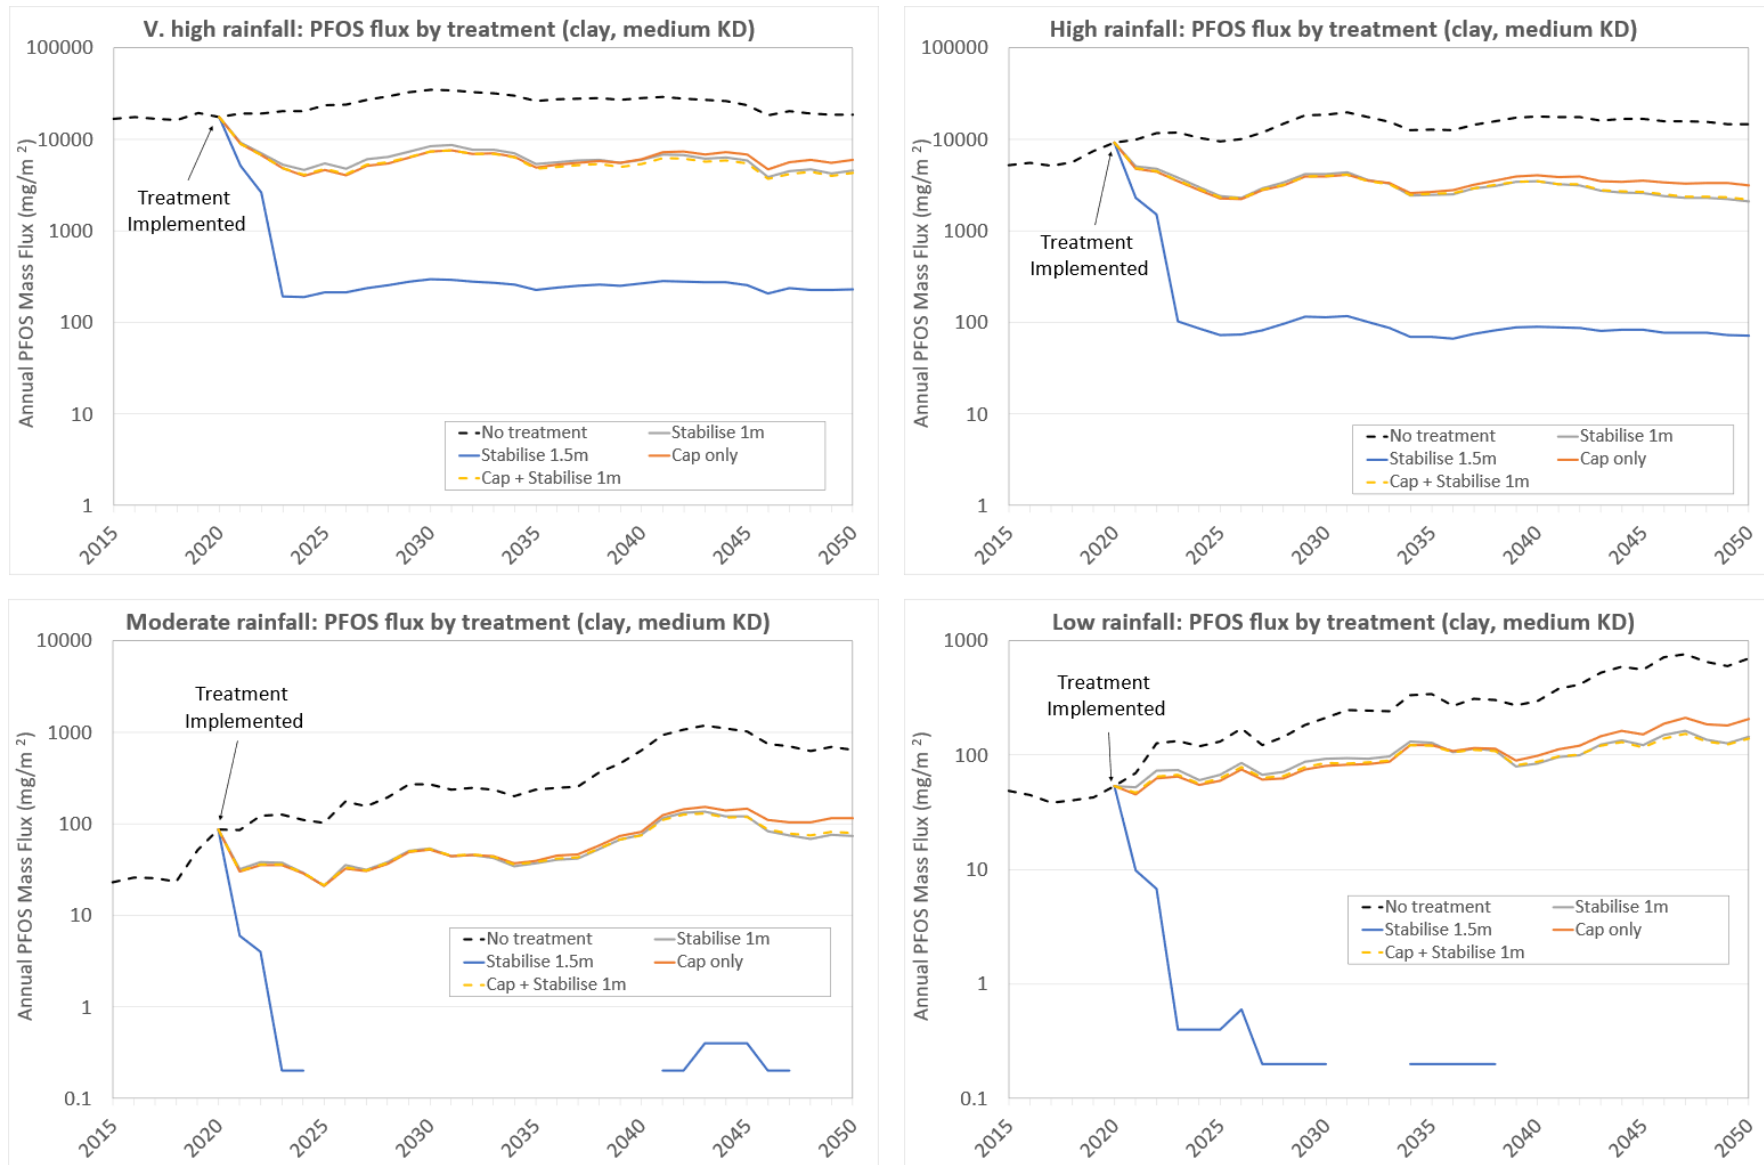 V. high rainfall: PFOS flux by treatment (clay, medium KD)
Annual PFOS Mass Flux (mg/m ²)
100000
10000
1000
100
10
1
Treatment
Implemented
No treatment
Stabilise 1m
Stabilise 1.5m
Cap only
Cap + Stabilise 1m
2015
2020
2025
2030
2035
2040
2045
2050
High rainfall: PFOS flux by treatment (clay, medium KD)
Annual PFOS Mass Flux (mg/m ²)
100000
10000
1000
100
10
1
Treatment
Implemented
No treatment
Stabilise 1m
Stabilise 1.5m
Cap only
Cap + Stabilise 1m
2015
2020
2025
2030
2035
2040
2045
2050
Moderate rainfall: PFOS flux by treatment (clay, medium KD)
Annual PFOS Mass Flux (mg/m ²)
10000
1000
100
10
1
0.1
Treatment
Implemented
No treatment
Stabilise 1m
Stabilise 1.5m
Cap only
Cap + Stabilise 1m
2015
2020
2025
2030
2035
2040
2045
2050
Low rainfall: PFOS flux by treatment (clay, medium KD)
Annual PFOS Mass Flux (mg/m ²)
1000
100
10
1
0.1
Treatment
Implemented
No treatment
Stabilise 1m
Stabilise 1.5m
Cap only
Cap + Stabilise 1m
2015
2020
2025
2030
2035
2040
2045
2050